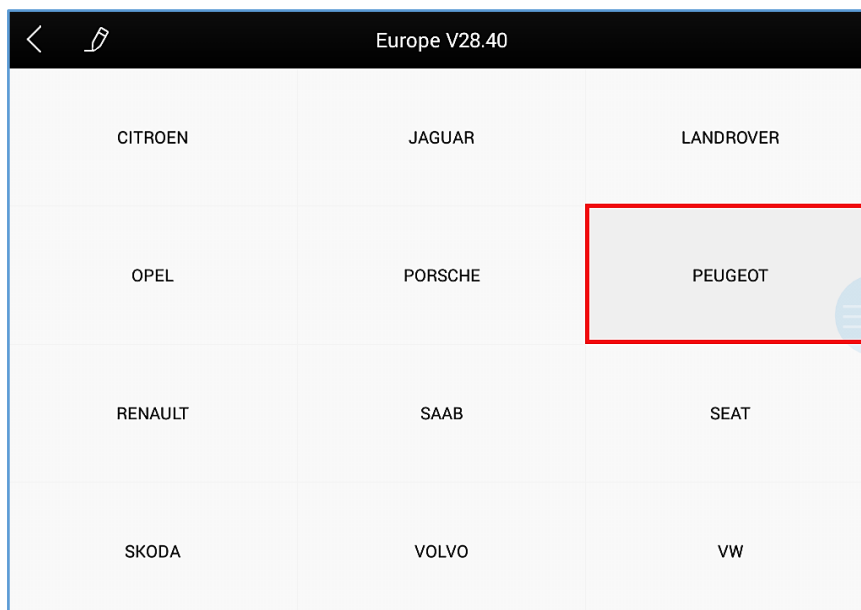 Europe V28.40
CITROEN JAGUAR LANDROVER
OPEL PORSCHE PEUGEOT
RENAULT SAAB SEAT
SKODA VOLVO VW